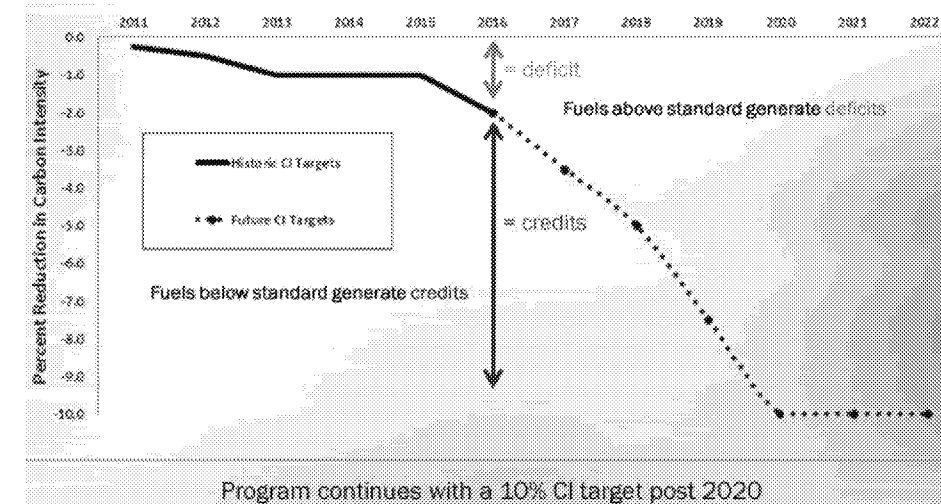 2011 2012 2013 2014 2015 2016 2017 2018 2019 2020 2021 2022
0.0
-1.0
-2.0
-3.0
-4.0
-5.0
-6.0
-7.0
-8.0
-9.0
-10.0
Percent Reduction in Carbon Intensity
= deficit
Fuels above standard generate deficits
Historic CI Targets
Future CI Targets
= credits
Fuels below standard generate credits
Program continues with a 10% CI target post 2020